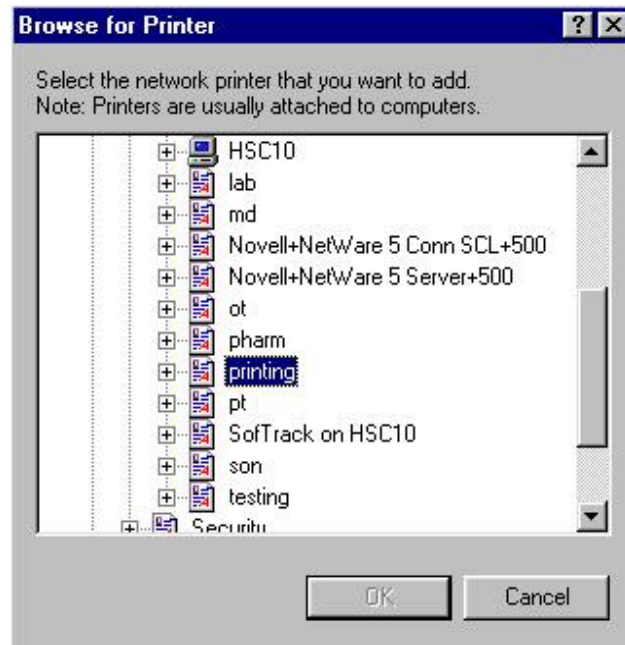 Browse for Printer
Select the network printer that you want to add.
Note: Printers are usually attached to computers.
HSC10
lab
md
Novell+NetWare 5 Conn SCL+500
Novell+NetWare 5 Server+500
ot
pharm
printing
pt
SofTrack on HSC10
son
testing
Security
OK
Cancel